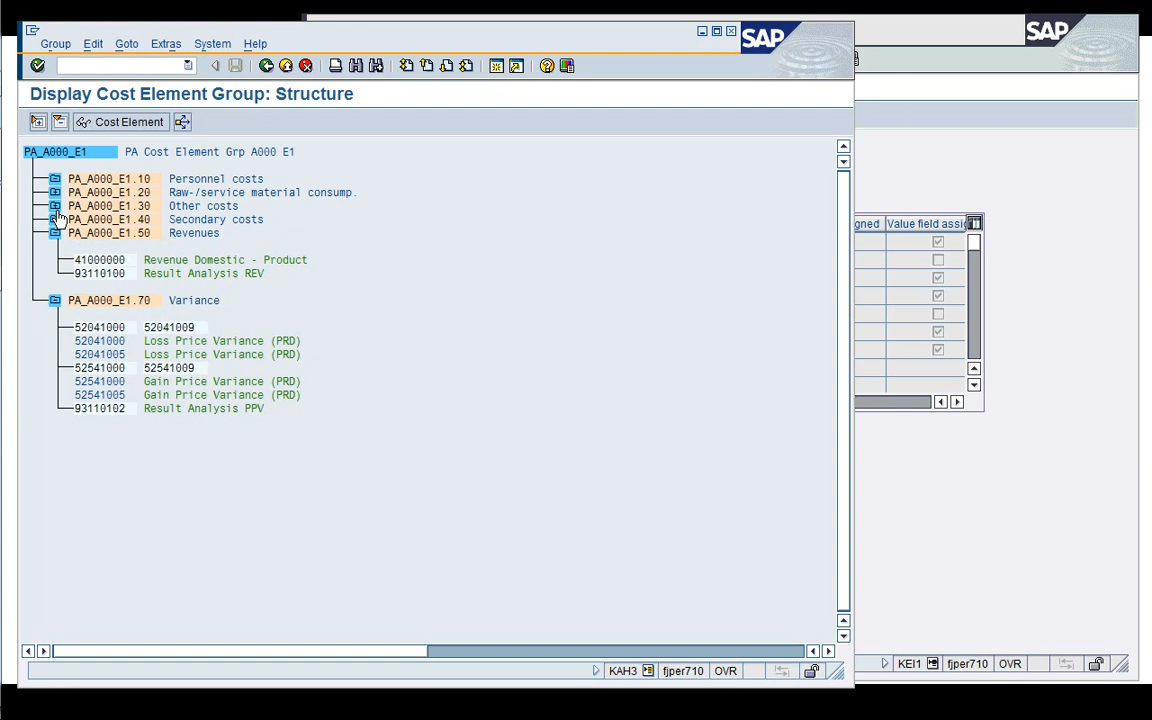 SAP
SAP
Group Edit Goto Extras System Help
Display Cost Element Group: Structure
Cost Element
PA_A000_E1 PA Cost Element Grp A000 E1
PA_A000_E1.10 Personnel costs
PA_A000_E1.20 Raw-/service material consump.
PA_A000_E1.30 Other costs
PA_A000_E1.40 Secondary costs
PA_A000_E1.50 Revenues
41000000 Revenue Domestic - Product
93110100 Result Analysis REV
PA_A000_E1.70 Variance
52041000 52041009
52041000 Loss Price Variance (PRD)
52041005 Loss Price Variance (PRD)
52541000 52541009
52541000 Gain Price Variance (PRD)
52541005 Gain Price Variance (PRD)
93110102 Result Analysis PPV
gned Value field assig
KAH3 fjper710 OVR
KEI1 fjper710 OVR